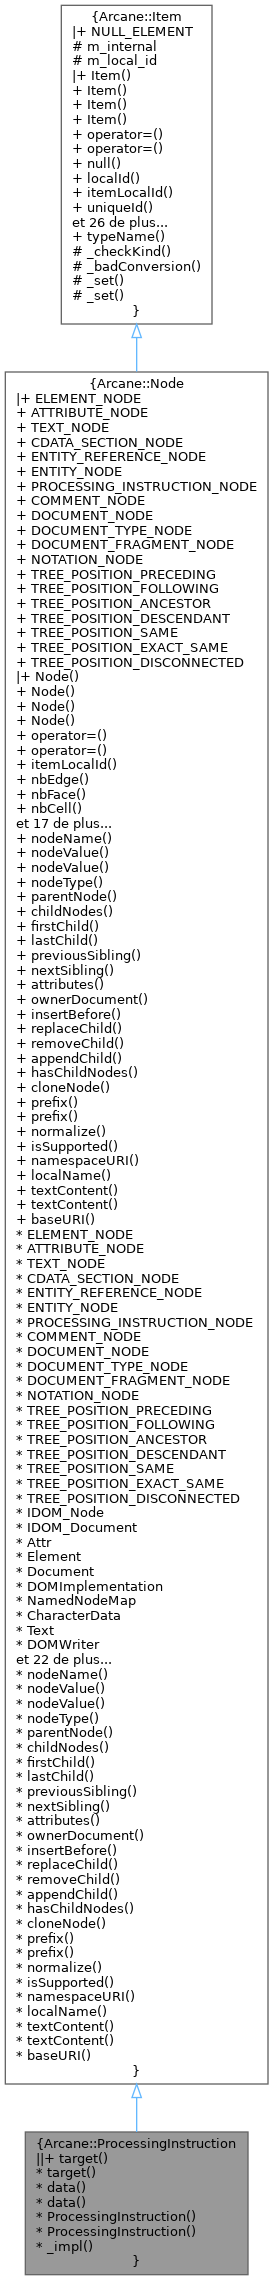 {Arcane::Item
|+ NULL_ELEMENT
# m_internal
# m_local_id
|+ Item()
+ Item()
+ Item()
+ Item()
+ operator=()
+ operator=()
+ null()
+ localId()
+ itemLocalId()
+ uniqueId()
et 26 de plus...
+ typeName()
# _checkKind()
# _badConversion()
# _set()
# _set()
}
{Arcane::Node
|+ ELEMENT_NODE
+ ATTRIBUTE_NODE
+ TEXT_NODE
+ CDATA_SECTION_NODE
+ ENTITY_REFERENCE_NODE
+ ENTITY_NODE
+ PROCESSING_INSTRUCTION_NODE
+ COMMENT_NODE
+ DOCUMENT_NODE
+ DOCUMENT_TYPE_NODE
+ DOCUMENT_FRAGMENT_NODE
+ NOTATION_NODE
+ TREE_POSITION_PRECEDING
+ TREE_POSITION_FOLLOWING
+ TREE_POSITION_ANCESTOR
+ TREE_POSITION_DESCENDANT
+ TREE_POSITION_SAME
+ TREE_POSITION_EXACT_SAME
+ TREE_POSITION_DISCONNECTED
|+ Node()
+ Node()
+ Node()
+ Node()
+ operator=()
+ operator=()
+ itemLocalId()
+ nbEdge()
+ nbFace()
+ nbCell()
et 17 de plus...
+ nodeName()
+ nodeValue()
+ nodeValue()
+ nodeType()
+ parentNode()
+ childNodes()
+ firstChild()
+ lastChild()
+ previousSibling()
+ nextSibling()
+ attributes()
+ ownerDocument()
+ insertBefore()
+ replaceChild()
+ removeChild()
+ appendChild()
+ hasChildNodes()
+ cloneNode()
+ prefix()
+ prefix()
+ normalize()
+ isSupported()
+ namespaceURI()
+ localName()
+ textContent()
+ textContent()
+ baseURI()
* ELEMENT_NODE
* ATTRIBUTE_NODE
* TEXT_NODE
* CDATA_SECTION_NODE
* ENTITY_REFERENCE_NODE
* ENTITY_NODE
* PROCESSING_INSTRUCTION_NODE
* COMMENT_NODE
* DOCUMENT_NODE
* DOCUMENT_TYPE_NODE
* DOCUMENT_FRAGMENT_NODE
* NOTATION_NODE
* TREE_POSITION_PRECEDING
* TREE_POSITION_FOLLOWING
* TREE_POSITION_ANCESTOR
* TREE_POSITION_DESCENDANT
* TREE_POSITION_SAME
* TREE_POSITION_EXACT_SAME
* TREE_POSITION_DISCONNECTED
* IDOM_Node
* IDOM_Document
* Attr
* Element
* Document
* DOMImplementation
* NamedNodeMap
* CharacterData
* Text
* DOMWriter
et 22 de plus...
* nodeName()
* nodeValue()
* nodeValue()
* nodeType()
* parentNode()
* childNodes()
* firstChild()
* lastChild()
* previousSibling()
* nextSibling()
* attributes()
* ownerDocument()
* insertBefore()
* replaceChild()
* removeChild()
* appendChild()
* hasChildNodes()
* cloneNode()
* prefix()
* prefix()
* normalize()
* isSupported()
* namespaceURI()
* localName()
* textContent()
* textContent()
* baseURI()
}
{Arcane::ProcessingInstruction
||+ target()
* target()
* data()
* data()
* ProcessingInstruction()
* ProcessingInstruction()
* _impl()
}